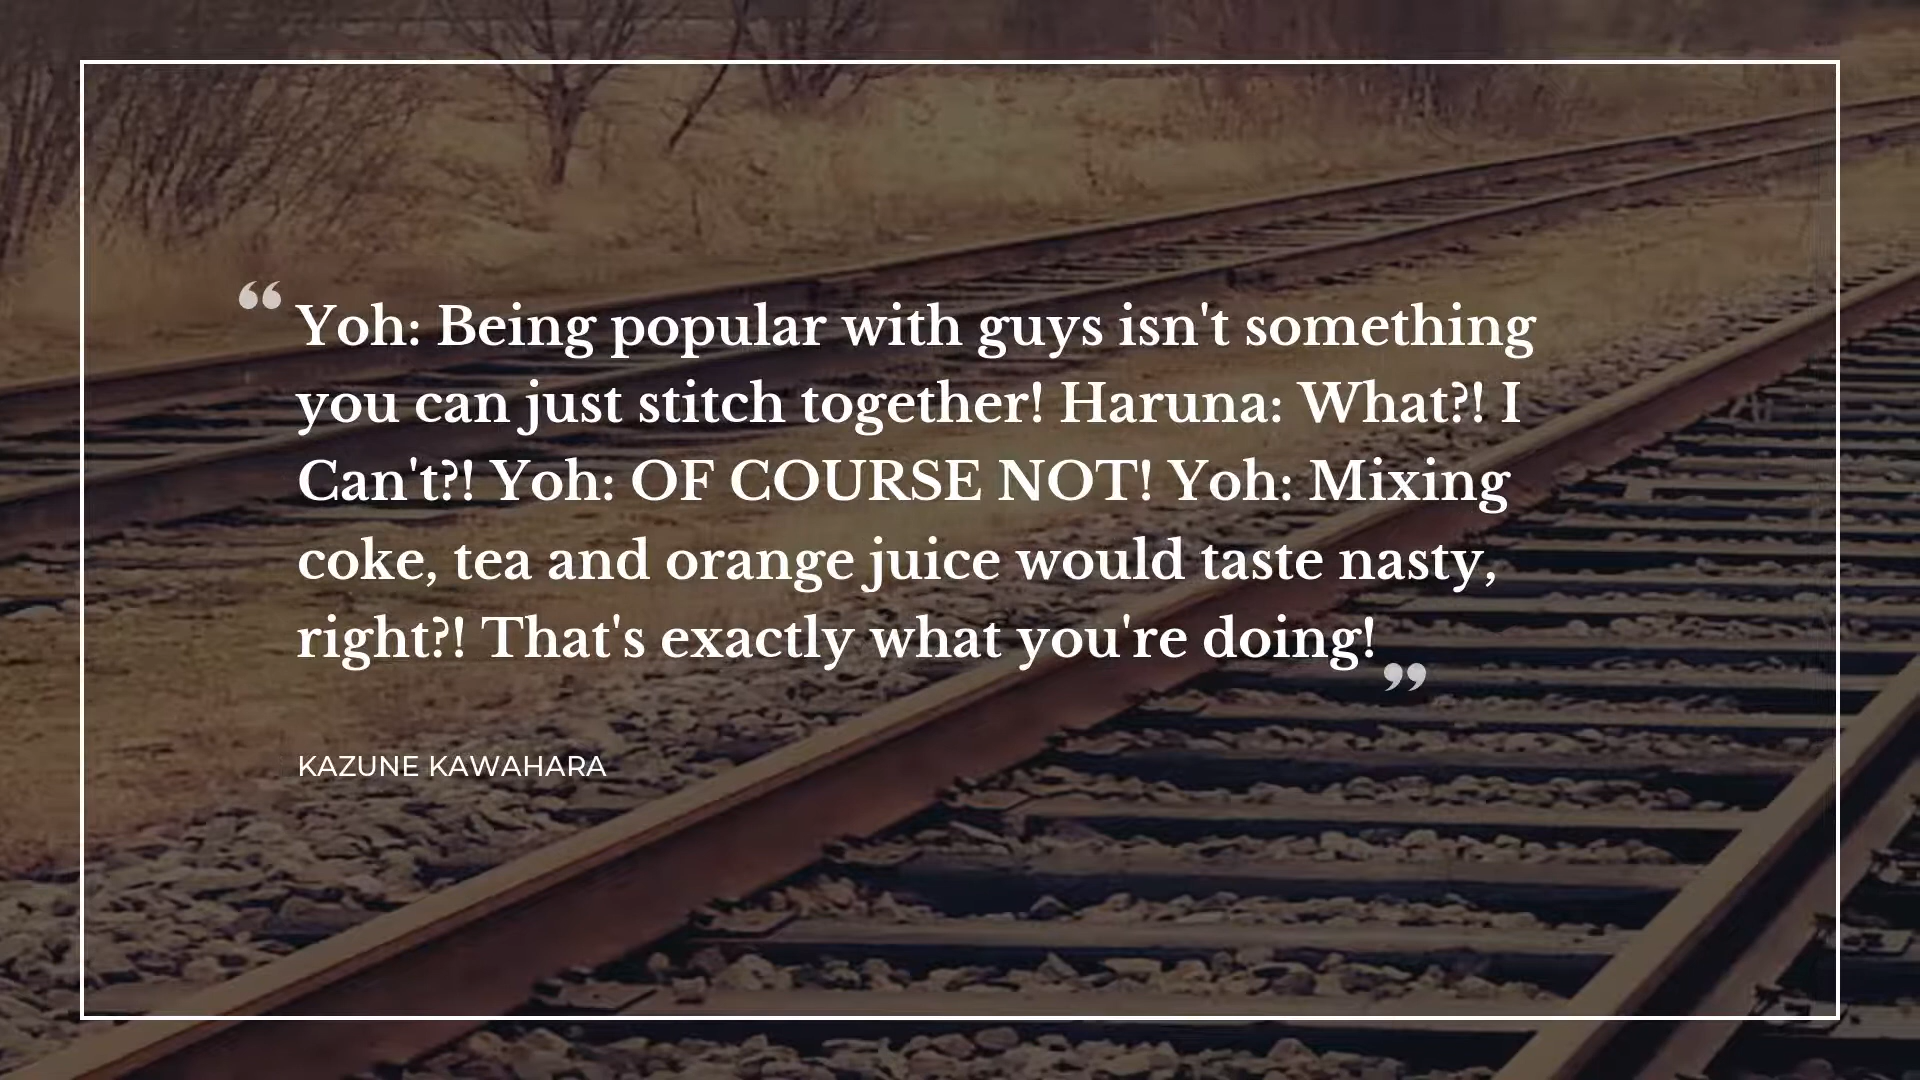 “Yoh: Being popular with guys isn't something
you can just stitch together! Haruna: What?! I
Can't?! Yoh: OF COURSE NOT! Yoh: Mixing
coke, tea and orange juice would taste nasty,
right?! That's exactly what you're doing!”
KAZUNE KAWAHARA